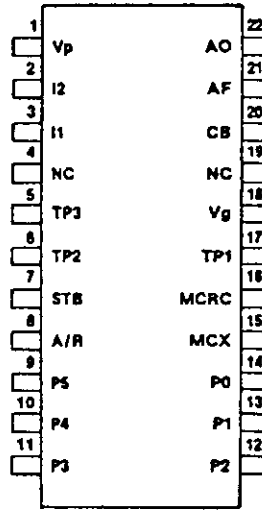 1 Vp AO 22
2 I2 AF 21
3 I1 CB 20
4 NC NC 19
5 TP3 Vg 18
6 TP2 TP1 17
7 STB MCRC 16
8 A/R MCX 15
9 P5 P0 14
10 P4 P1 13
11 P3 P2 12